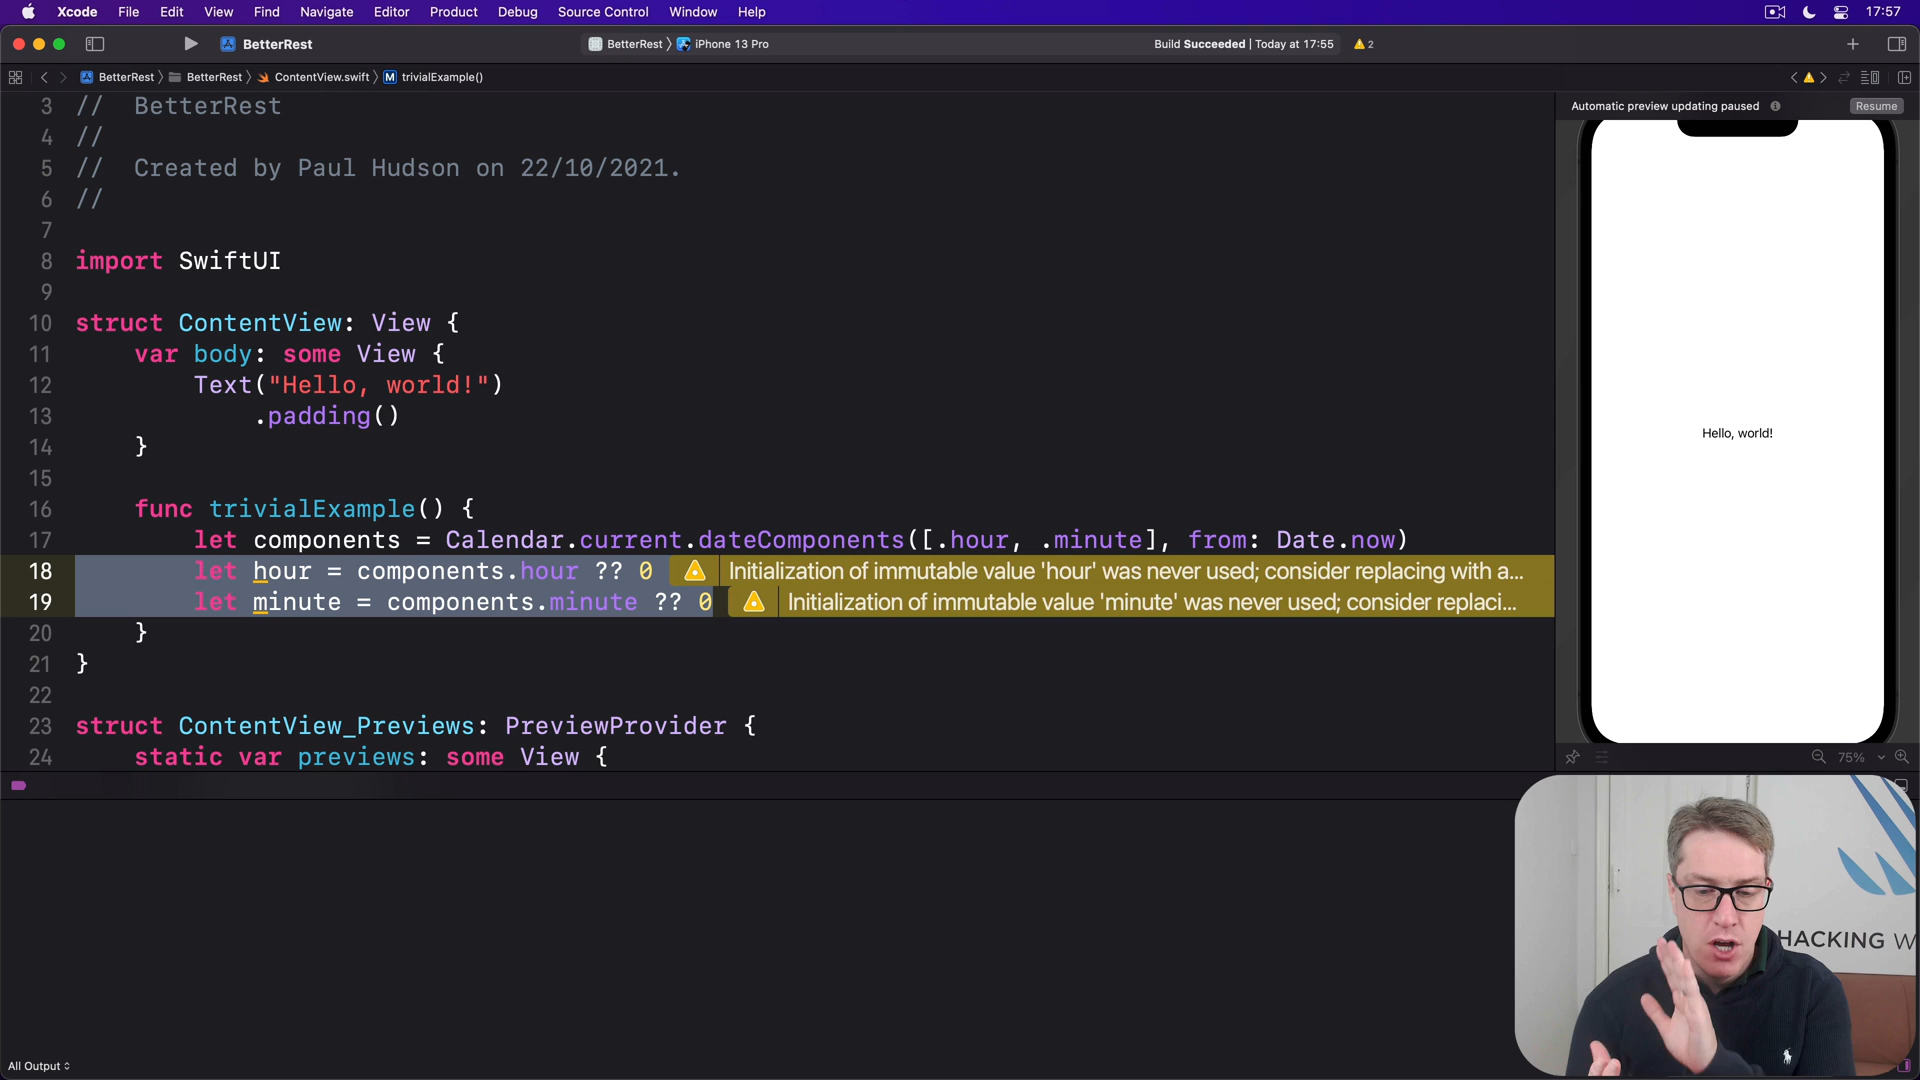 Xcode File Edit View Find Navigate Editor Product Debug Source Control Window Help 17:57
BetterRest BetterRest iPhone 13 Pro Build Succeeded | Today at 17:55 2
BetterRest BetterRest ContentView.swift M trivialExample()
3 // BetterRest
4 //
5 // Created by Paul Hudson on 22/10/2021.
6 //
7
8 import SwiftUI
9
10 struct ContentView: View {
11 var body: some View {
12 Text("Hello, world!")
13 .padding()
14 }
15
16 func trivialExample() {
17 let components = Calendar.current.dateComponents([.hour, .minute], from: Date.now)
18 let hour = components.hour ?? 0 Initialization of immutable value 'hour' was never used; consider replacing with a...
19 let minute = components.minute ?? 0 Initialization of immutable value 'minute' was never used; consider replaci...
20 }
21 }
22
23 struct ContentView_Previews: PreviewProvider {
24 static var previews: some View {
Automatic preview updating paused Resume
Hello, world!
75%
HACKING W
All Output